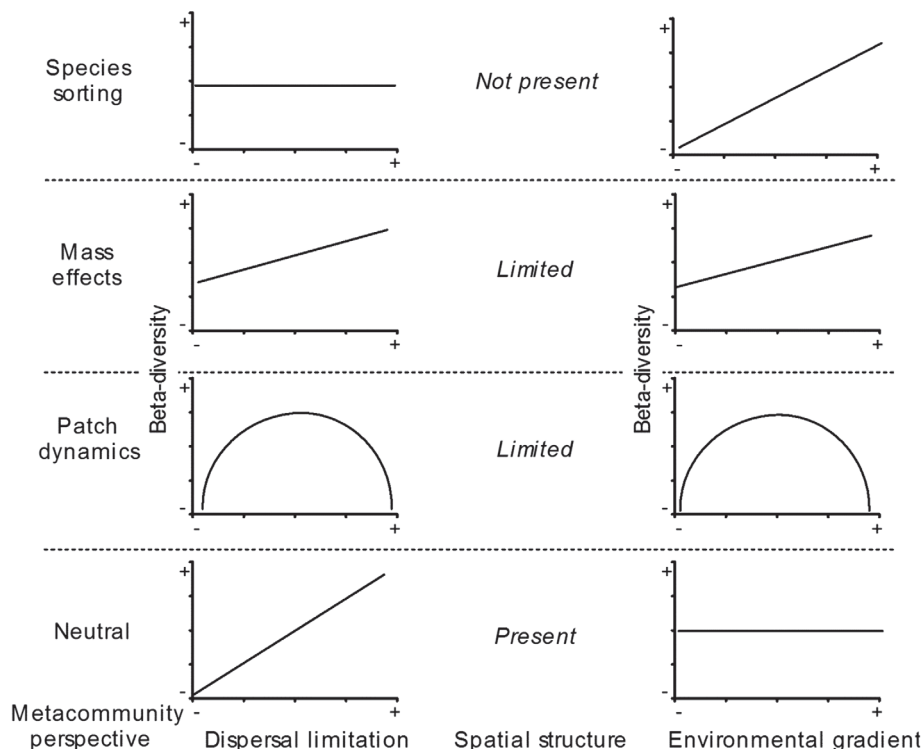 +
+
Species
sorting
Not present
-
-
-
+
-
+
+
+
Mass
effects
Limited
-
-
-
+
-
+
Beta-diversity
Beta-diversity
+
+
Patch
dynamics
Limited
-
-
-
+
-
+
+
+
Neutral
Present
-
-
-
+
-
+
Metacommunity
perspective
Dispersal limitation
Spatial structure
Environmental gradient